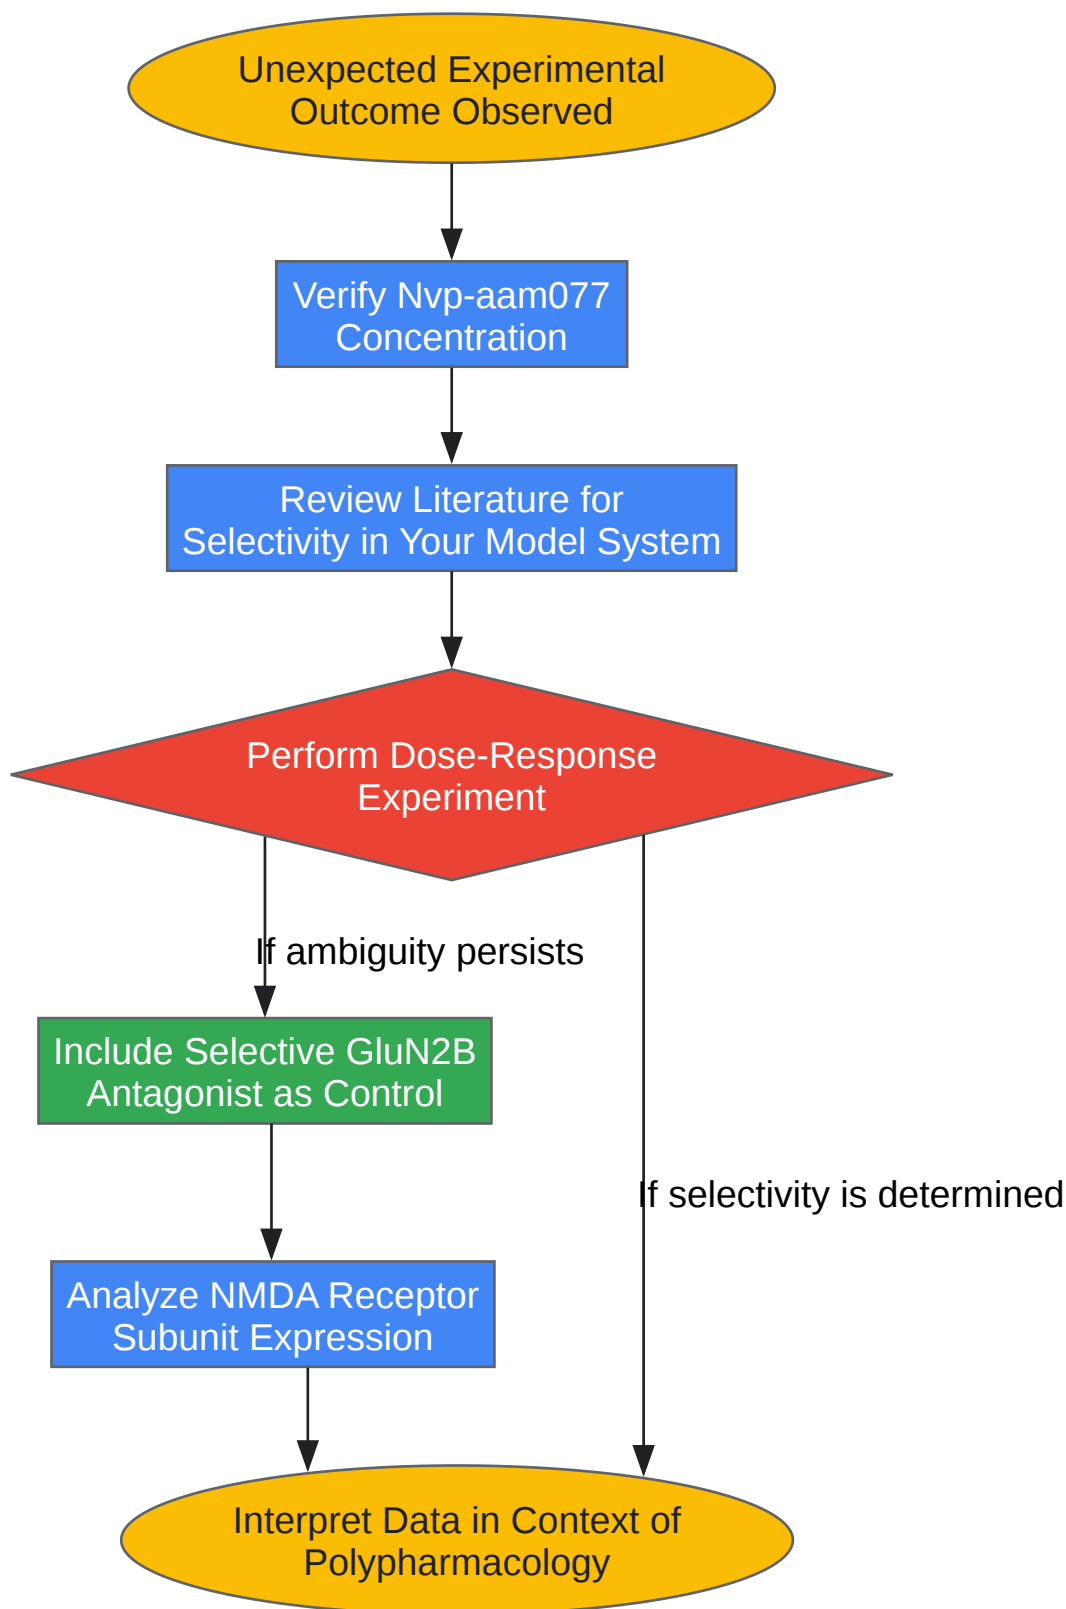 Unexpected Experimental
Outcome Observed
Verify Nvp-aam077
Concentration
Review Literature for
Selectivity in Your Model System
Perform Dose-Response
Experiment
If ambiguity persists
Include Selective GluN2B
Antagonist as Control
If selectivity is determined
Analyze NMDA Receptor
Subunit Expression
Interpret Data in Context of
Polypharmacology